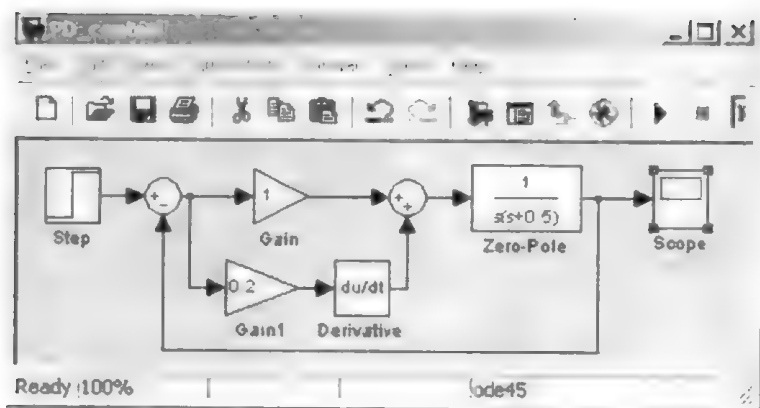 +
−
1
+
+
1
s(s+0.5)
Step
Gain
Zero-Pole
Scope
0.2
du/dt
Gain1
Derivative
Ready
100%
ode45